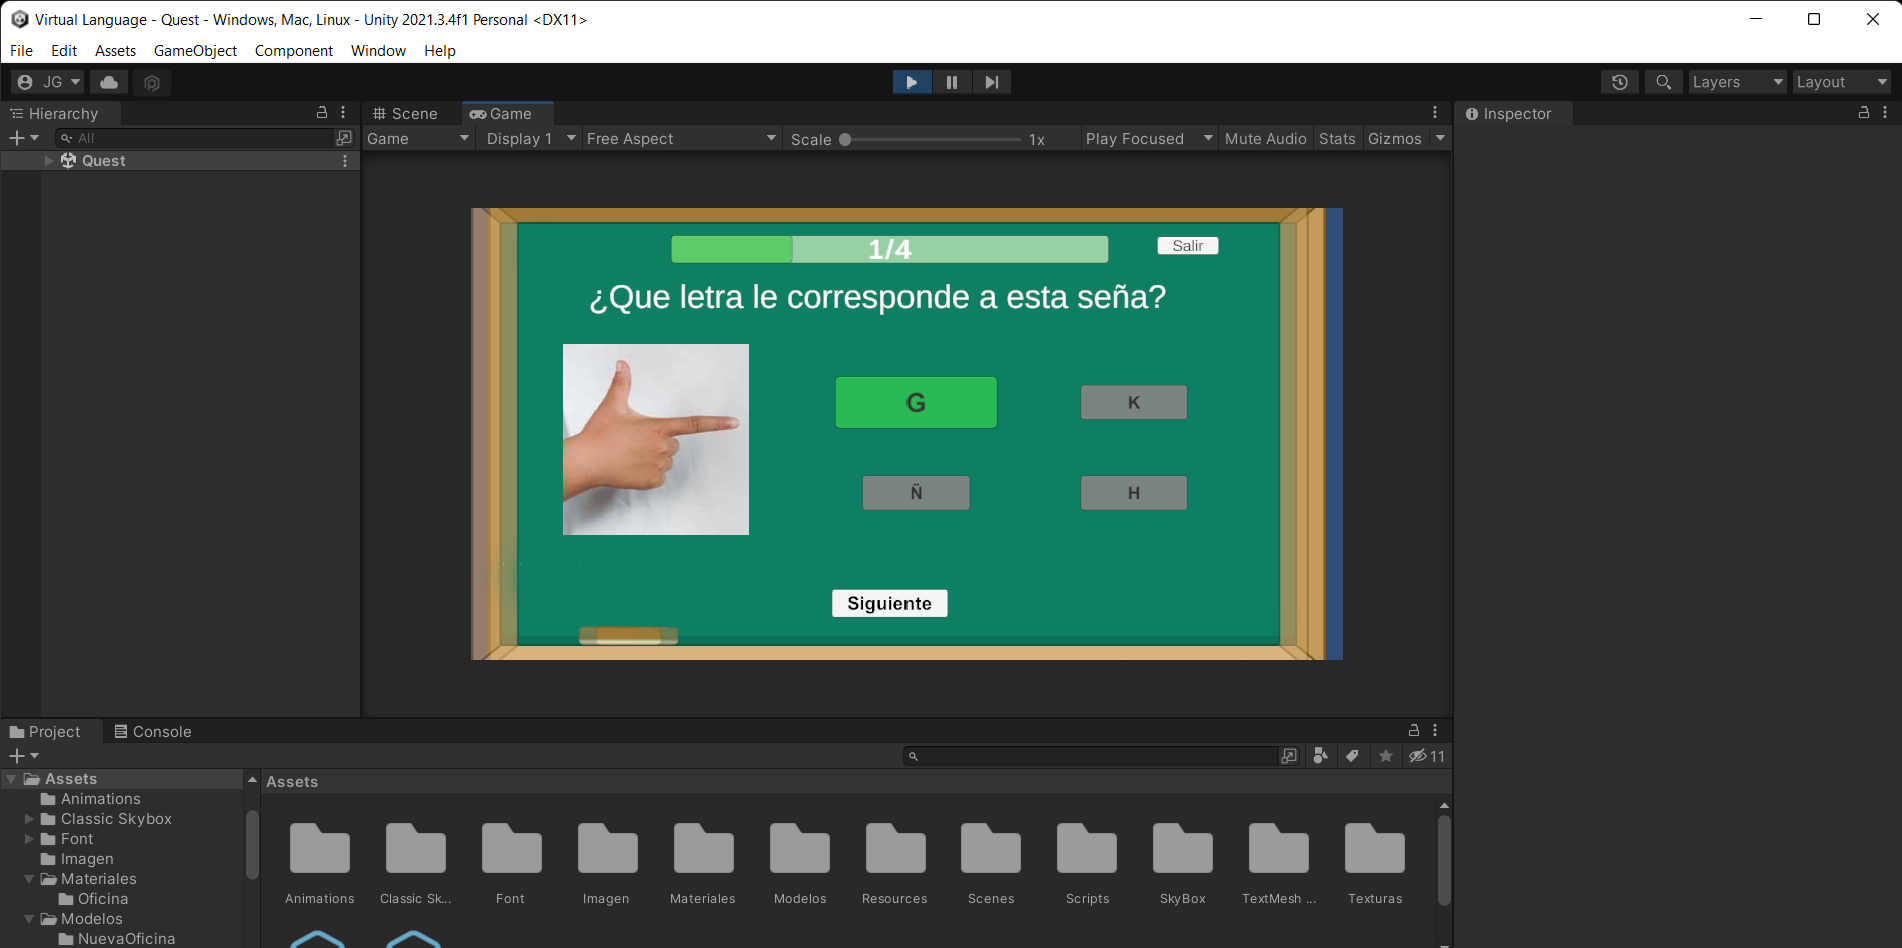 Virtual Language - Quest - Windows, Mac, Linux - Unity 2021.3.4f1 Personal <DX11>
File Edit Assets GameObject Component Window Help
JG Layers Layout
Hierarchy Scene Game Inspector
All Game Display 1 Free Aspect Scale 1x Play Focused Mute Audio Stats Gizmos
Quest
1/4
Salir
¿Que letra le corresponde a esta seña?
G K
Ñ H
Siguiente
Project Console
11
Assets Assets
Animations
Classic Skybox
Font
Imagen
Materiales
Oficina
Modelos
NuevaOficina
Animations Classic Sk... Font Imagen Materiales Modelos Resources Scenes Scripts SkyBox TextMesh ... Texturas